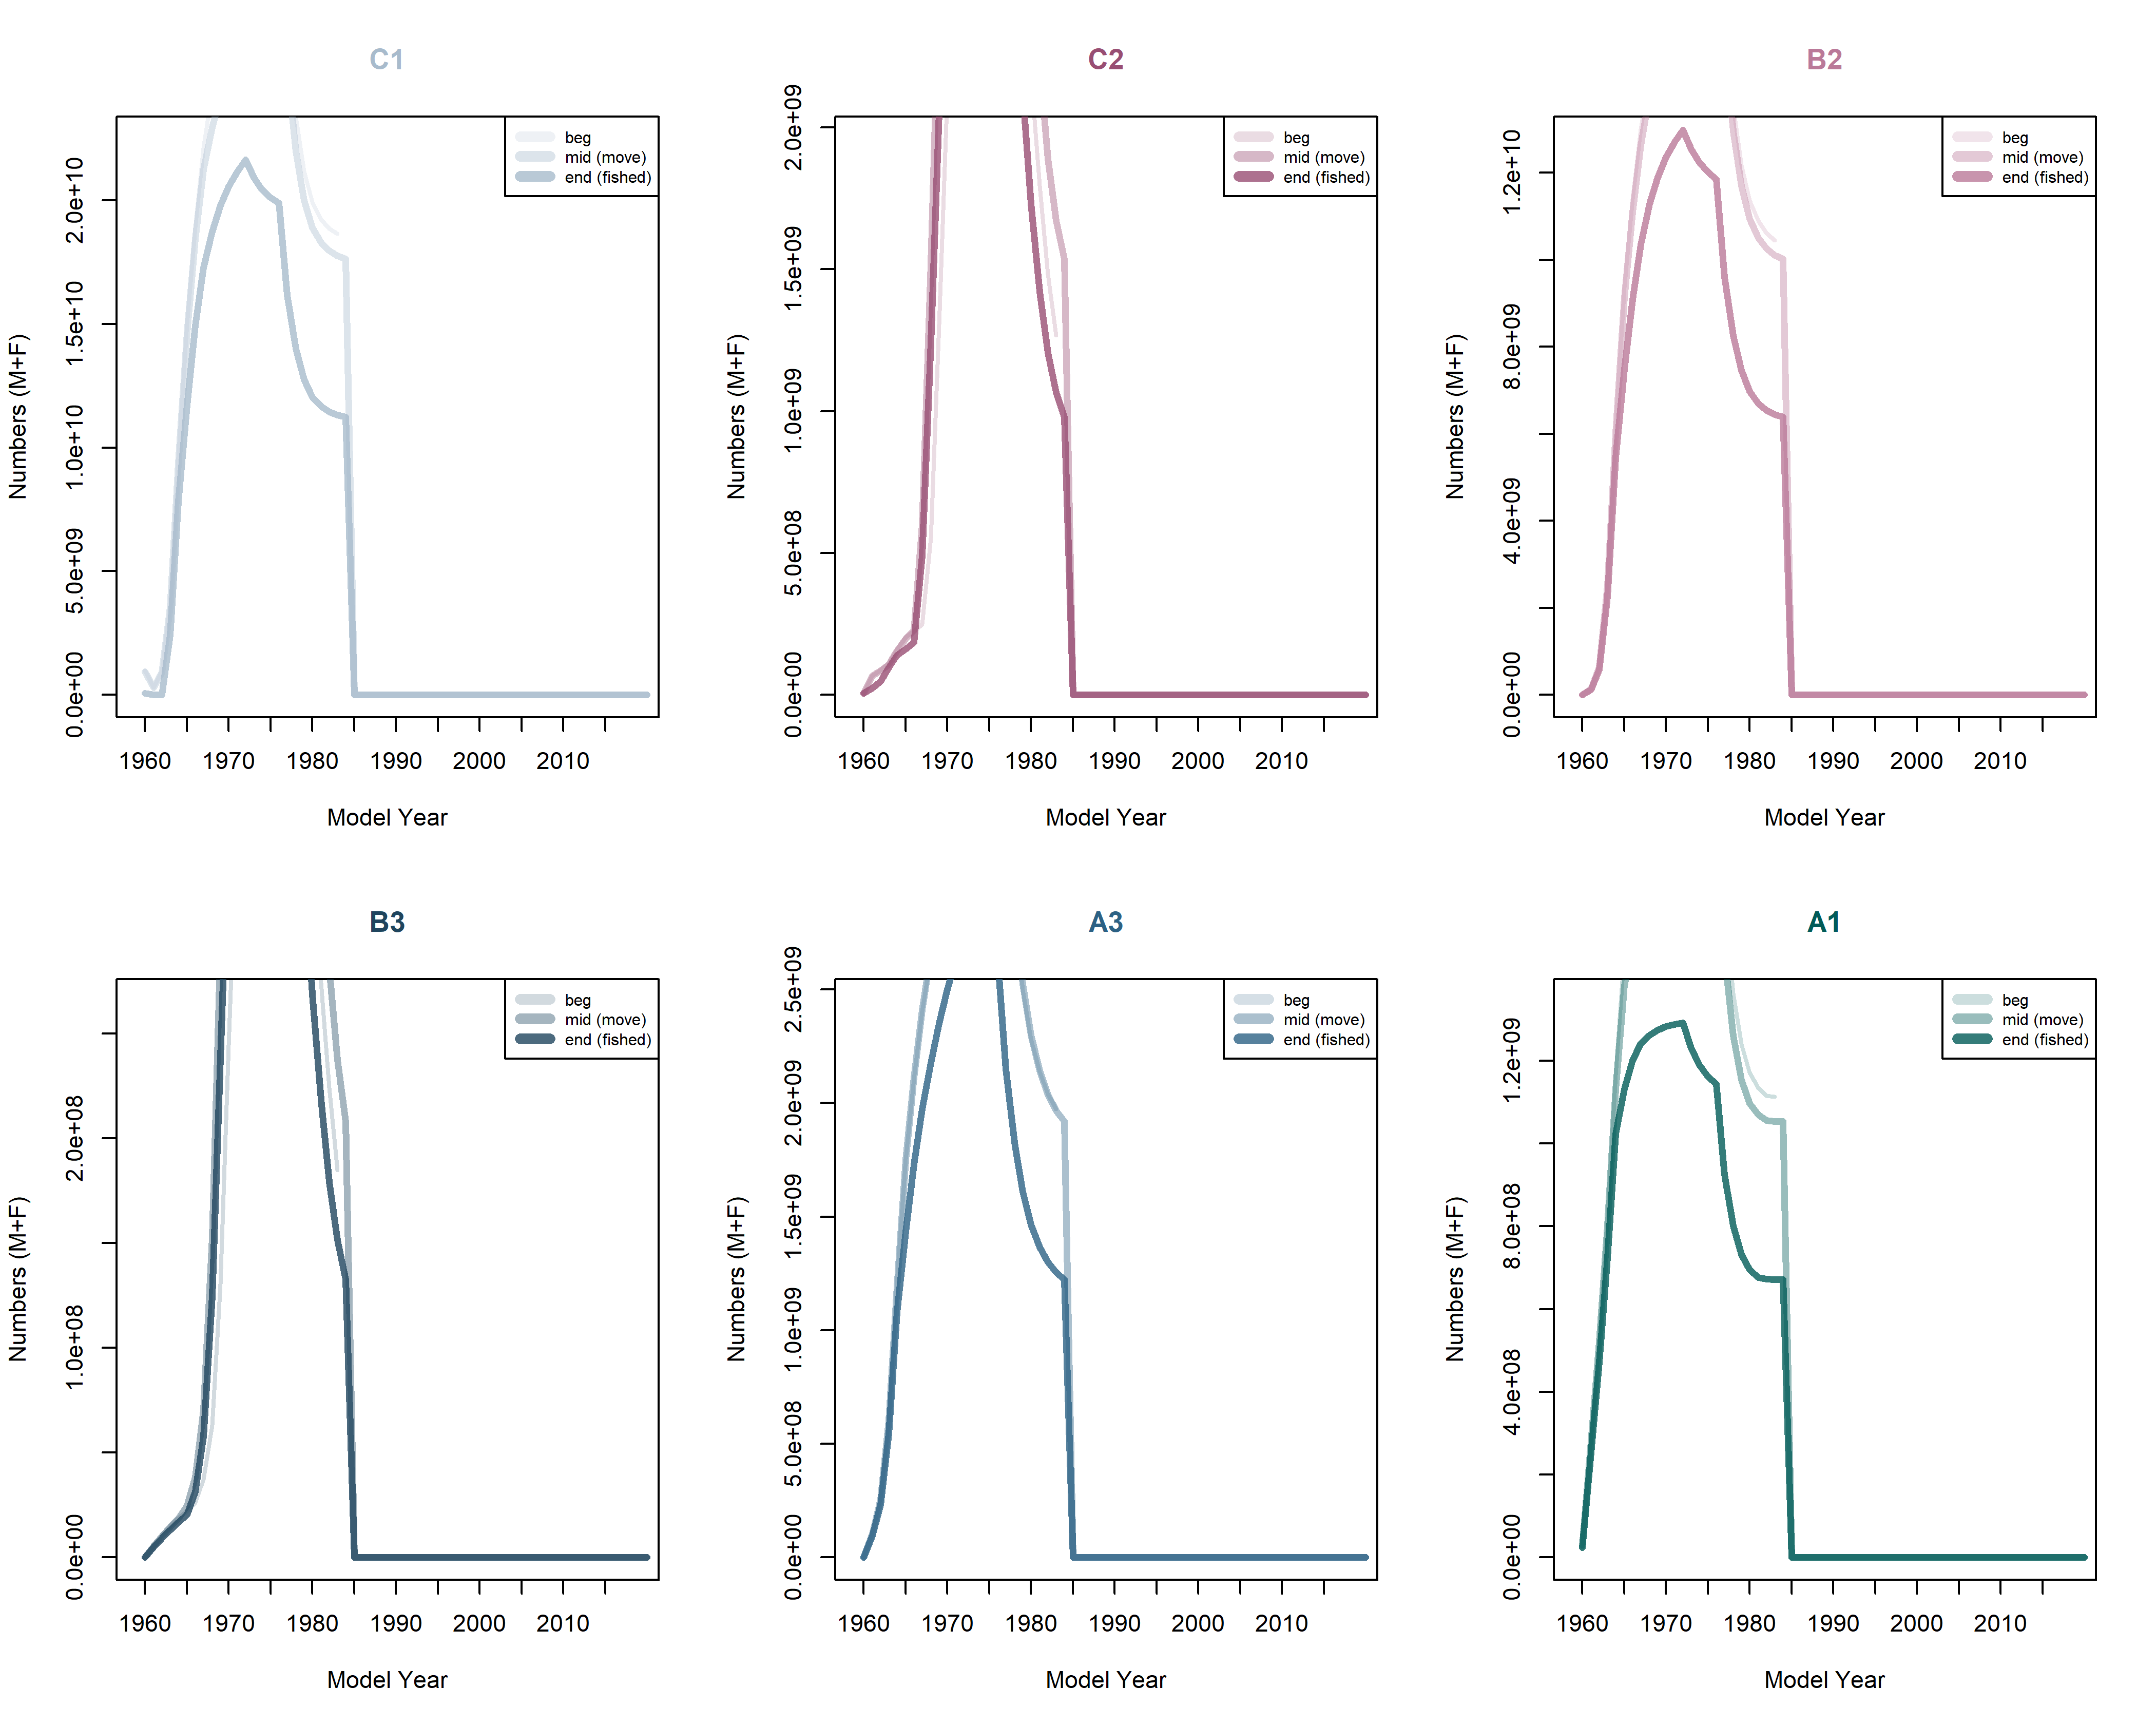 C1
Numbers (M+F)
0.0e+00 5.0e+09 1.0e+10 1.5e+10 2.0e+10
beg
mid (move)
end (fished)
1960 1970 1980 1990 2000 2010
Model Year
C2
Numbers (M+F)
0.0e+00 5.0e+08 1.0e+09 1.5e+09 2.0e+09
beg
mid (move)
end (fished)
1960 1970 1980 1990 2000 2010
Model Year
B2
Numbers (M+F)
0.0e+00 4.0e+09 8.0e+09 1.2e+10
beg
mid (move)
end (fished)
1960 1970 1980 1990 2000 2010
Model Year
B3
Numbers (M+F)
0.0e+00 1.0e+08 2.0e+08
beg
mid (move)
end (fished)
1960 1970 1980 1990 2000 2010
Model Year
A3
Numbers (M+F)
0.0e+00 5.0e+08 1.0e+09 1.5e+09 2.0e+09 2.5e+09
beg
mid (move)
end (fished)
1960 1970 1980 1990 2000 2010
Model Year
A1
Numbers (M+F)
0.0e+00 4.0e+08 8.0e+08 1.2e+09
beg
mid (move)
end (fished)
1960 1970 1980 1990 2000 2010
Model Year